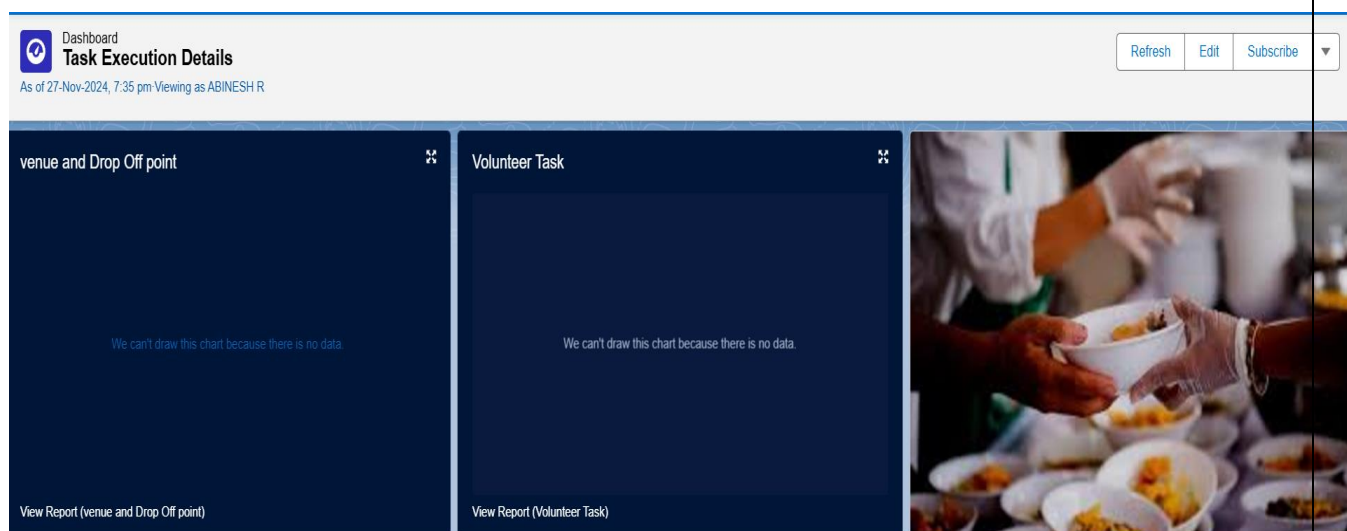 Dashboard
Task Execution Details
As of 27-Nov-2024, 7:35 pm·Viewing as ABINESH R
Refresh
Edit
Subscribe
venue and Drop Off point
We can't draw this chart because there is no data.
View Report (venue and Drop Off point)
Volunteer Task
We can't draw this chart because there is no data.
View Report (Volunteer Task)